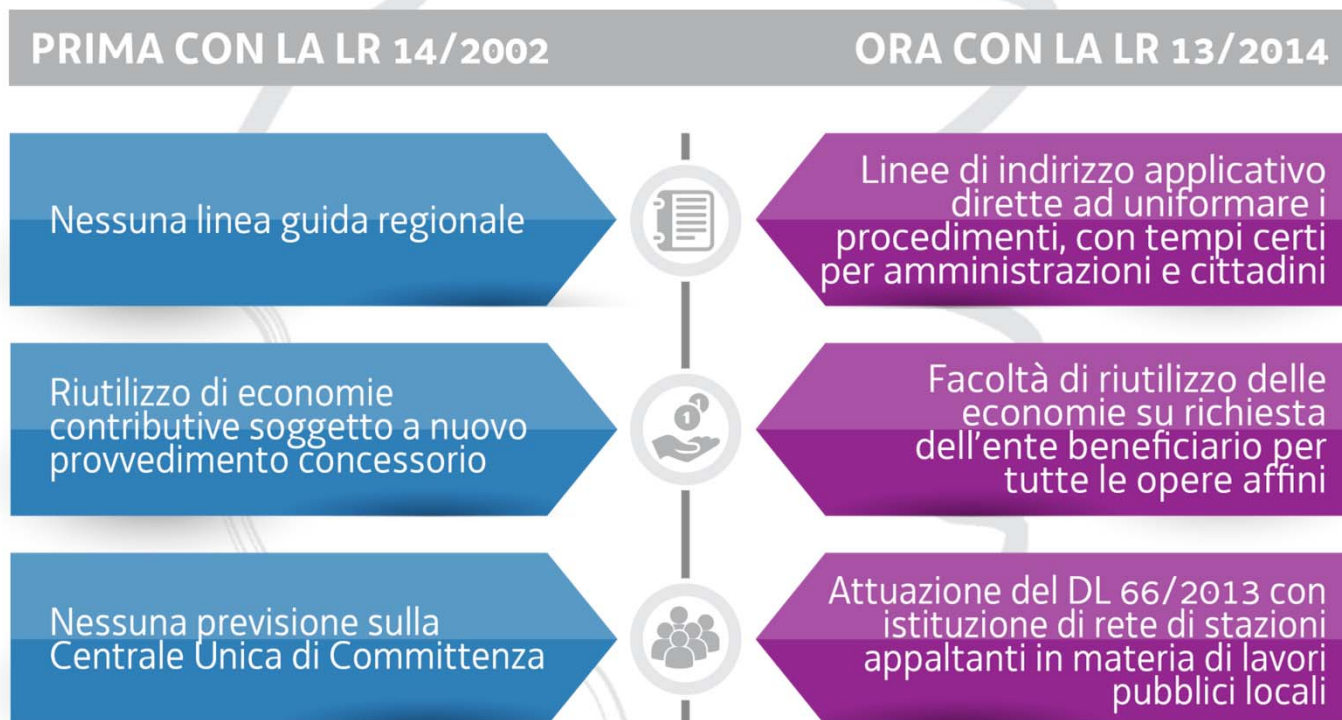 PRIMA CON LA LR 14/2002
ORA CON LA LR 13/2014
Nessuna linea guida regionale
Linee di indirizzo applicativo
dirette ad uniformare i
procedimenti, con tempi certi
per amministrazioni e cittadini
Riutilizzo di economie
contributive soggetto a nuovo
provvedimento concessorio
1
Facoltà di riutilizzo delle
economie su richiesta
dell'ente beneficiario per
tutte le opere affini
Nessuna previsione sulla
Centrale Unica di Committenza
Attuazione del DL 66/2013 con
istituzione di rete di stazioni
appaltanti in materia di lavori
pubblici locali